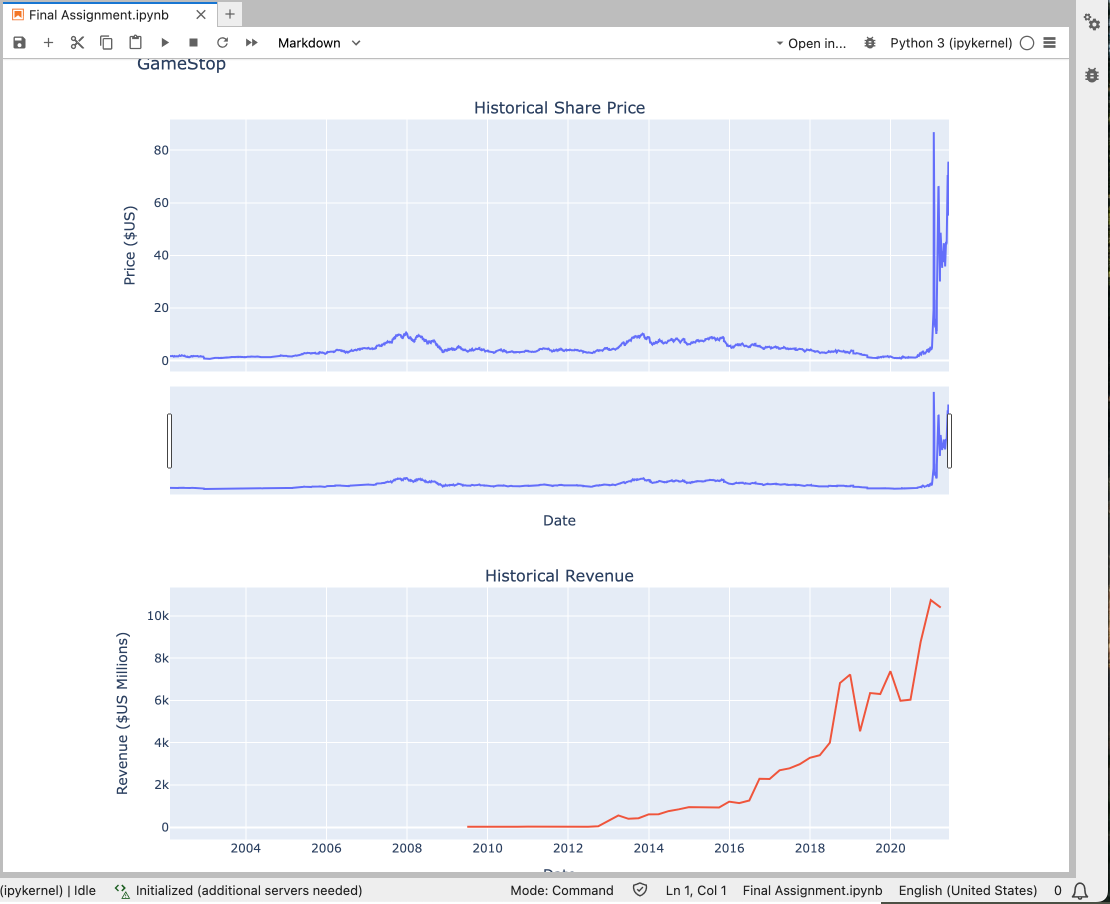 Final Assignment.ipynb
Markdown
Open in...
Python 3 (ipykernel)
GameStop
Historical Share Price
Price ($US)
80
60
40
20
0
Date
Historical Revenue
Revenue ($US Millions)
10k
8k
6k
4k
2k
0
2004 2006 2008 2010 2012 2014 2016 2018 2020
Date
(ipykernel) | Idle Initialized (additional servers needed) Mode: Command Ln 1, Col 1 Final Assignment.ipynb English (United States) 0